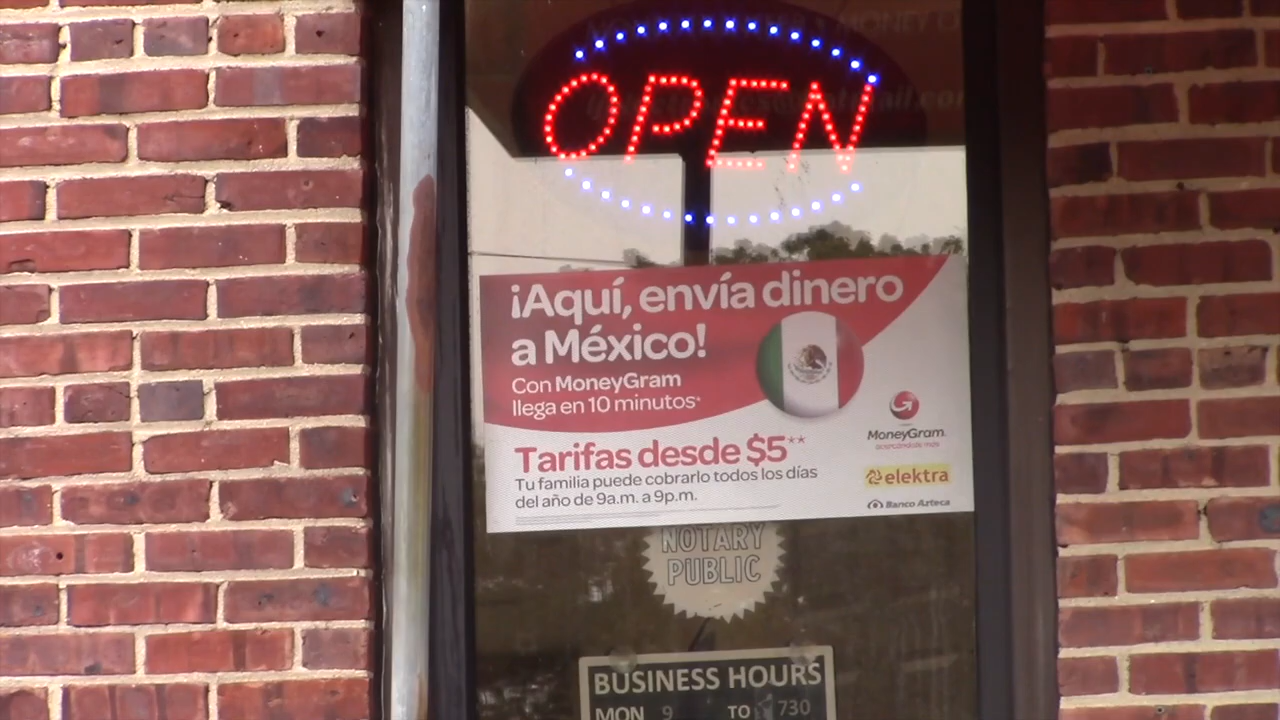 OPEN
¡Aquí, envía dinero
a México!
Con MoneyGram
llega en 10 minutos*
Tarifas desde $5**
Tu familia puede cobrarlo todos los días
del año de 9a.m. a 9p.m.
MoneyGram
acercándote más
elektra
Banco Azteca
NOTARY
PUBLIC
BUSINESS HOURS
MON 9 TO 730